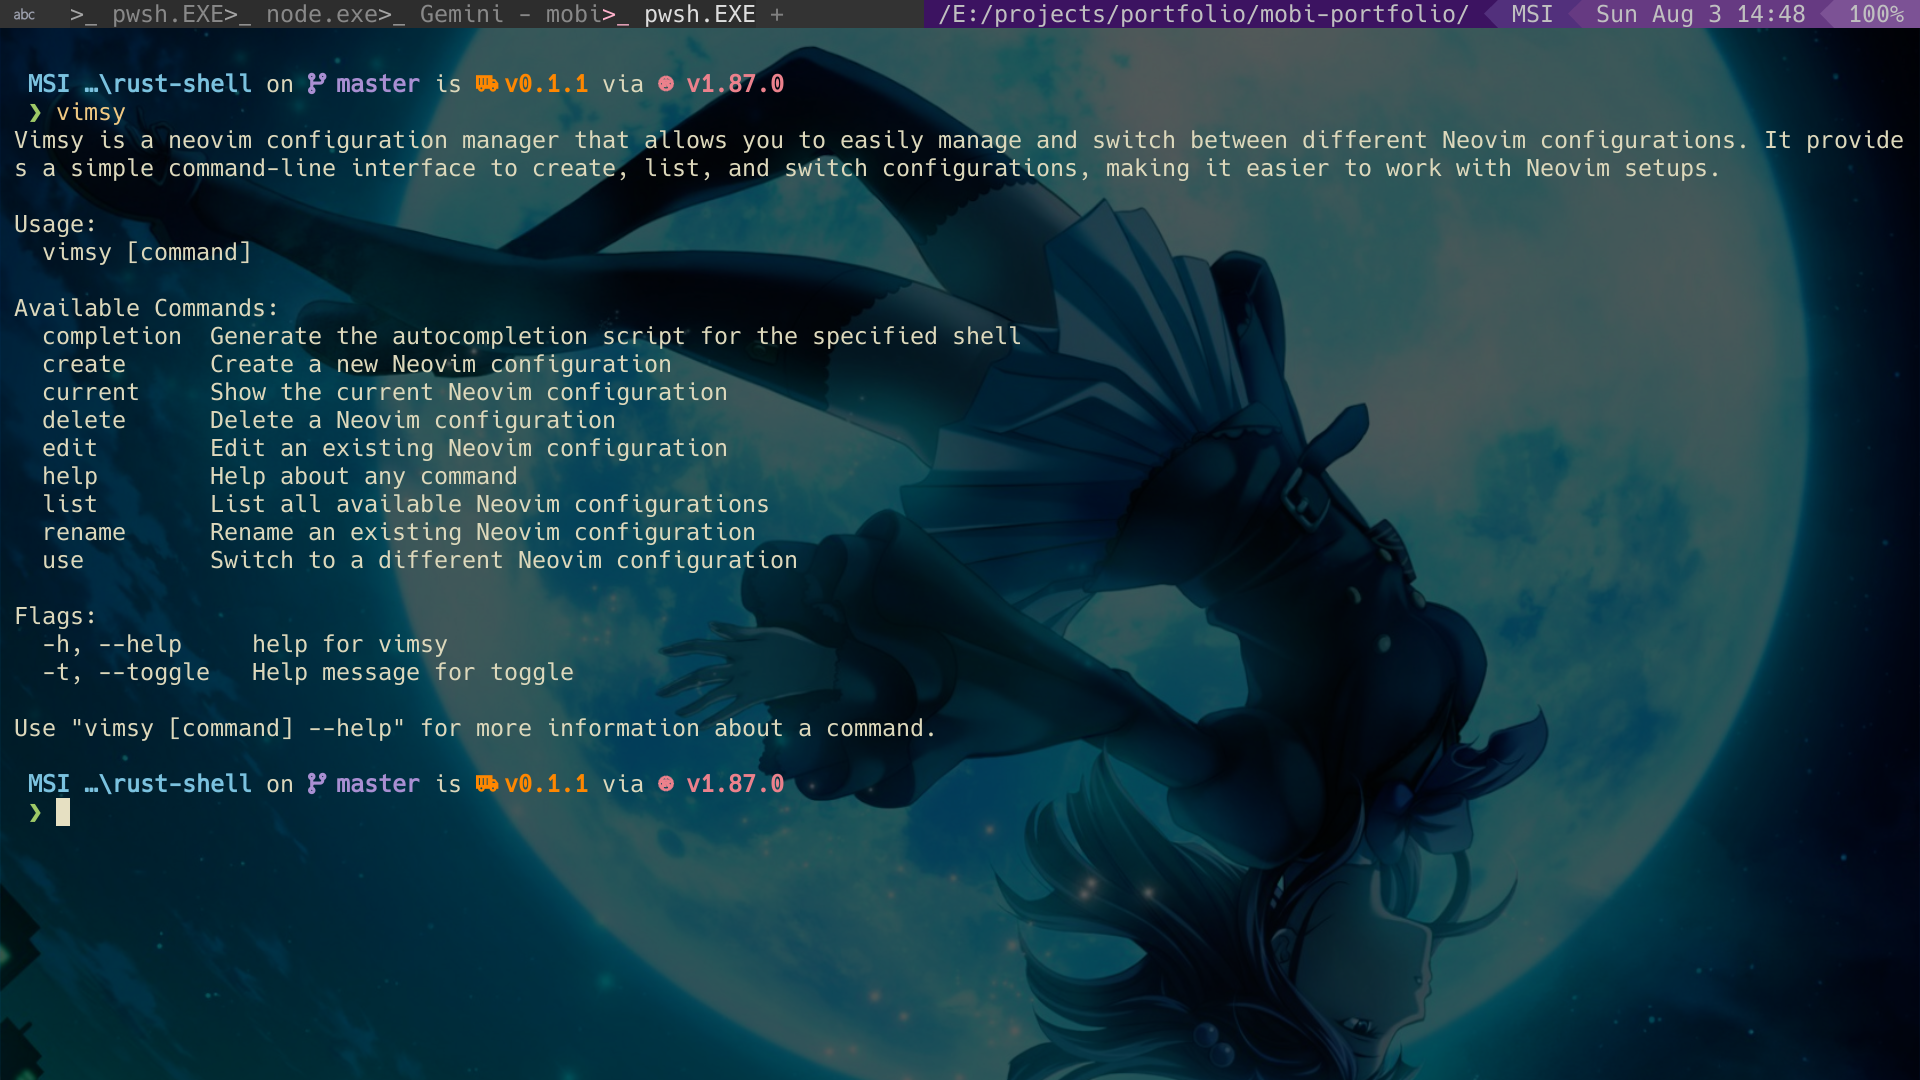 abc >_ pwsh.EXE>_ node.exe>_ Gemini - mobi>_ pwsh.EXE + /E:/projects/portfolio/mobi-portfolio/ MSI Sun Aug 3 14:48 100%
MSI …\rust-shell on master is v0.1.1 via v1.87.0
❯ vimsy
Vimsy is a neovim configuration manager that allows you to easily manage and switch between different Neovim configurations. It provide
s a simple command-line interface to create, list, and switch configurations, making it easier to work with Neovim setups.
Usage:
  vimsy [command]
Available Commands:
  completion  Generate the autocompletion script for the specified shell
  create      Create a new Neovim configuration
  current     Show the current Neovim configuration
  delete      Delete a Neovim configuration
  edit        Edit an existing Neovim configuration
  help        Help about any command
  list        List all available Neovim configurations
  rename      Rename an existing Neovim configuration
  use         Switch to a different Neovim configuration
Flags:
  -h, --help     help for vimsy
  -t, --toggle   Help message for toggle
Use "vimsy [command] --help" for more information about a command.
MSI …\rust-shell on master is v0.1.1 via v1.87.0
❯